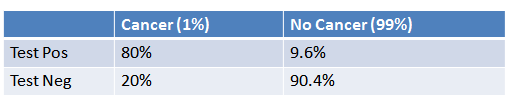 Cancer (1%) No Cancer (99%)
Test Pos 80% 9.6%
Test Neg 20% 90.4%